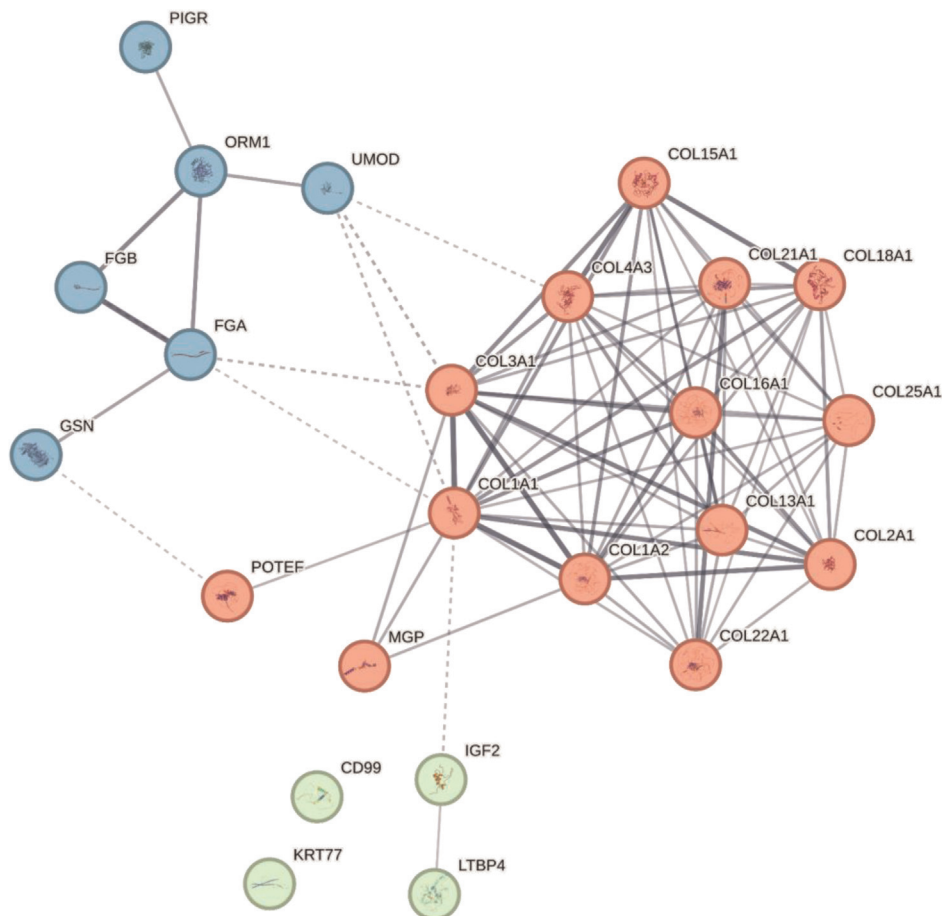 PIGR
ORM1
UMOD
COL15A1
FGB
COL4A3
COL21A1
COL18A1
FGA
COL3A1
COL16A1
COL25A1
GSN
COL1A1
COL13A1
COL1A2
COL2A1
POTEF
MGP
COL22A1
IGF2
CD99
KRT77
LTBP4